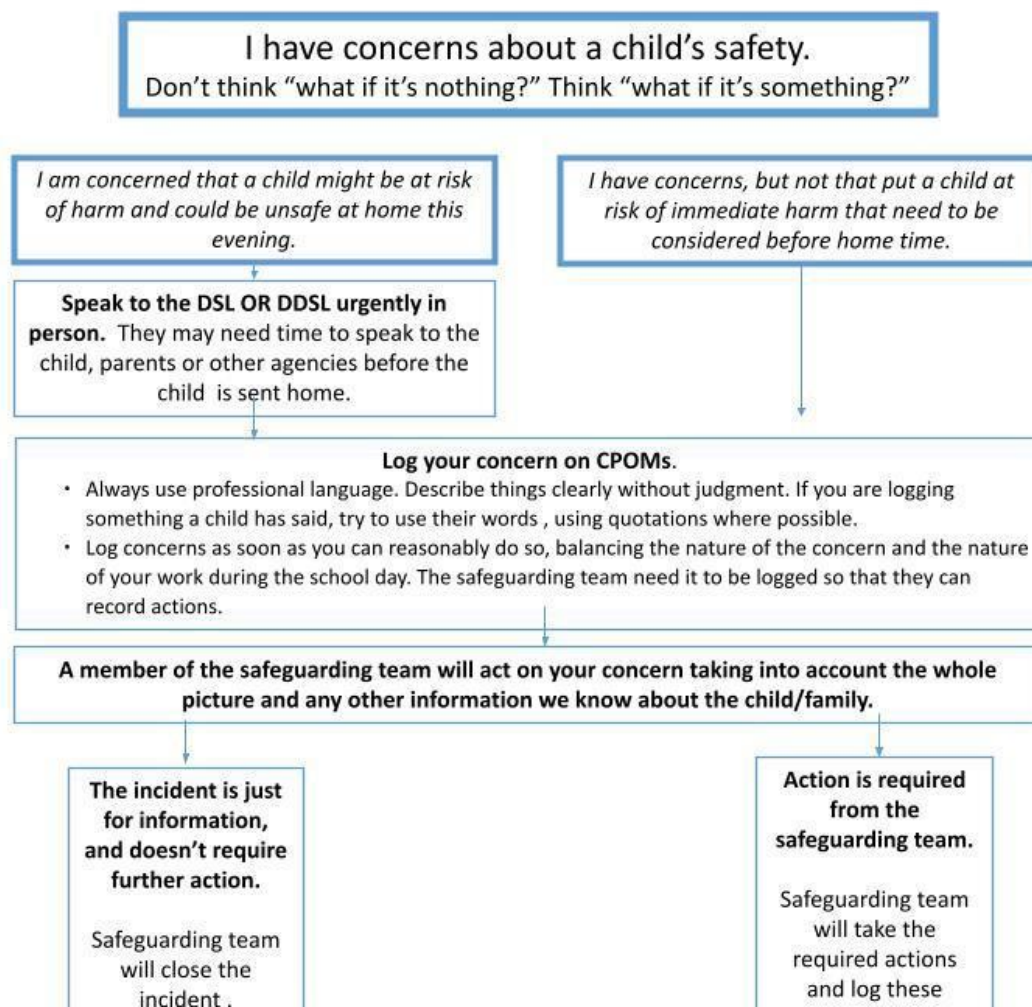 I have concerns about a child’s safety.
Don’t think “what if it’s nothing?” Think “what if it’s something?”
I am concerned that a child might be at risk
of harm and could be unsafe at home this
evening.
I have concerns, but not that put a child at
risk of immediate harm that need to be
considered before home time.
Speak to the DSL OR DDSL urgently in
person.  They may need time to speak to the
child, parents or other agencies before the
child  is sent home.
Log your concern on CPOMs.
• Always use professional language. Describe things clearly without judgment. If you are logging
something a child has said, try to use their words , using quotations where possible.
• Log concerns as soon as you can reasonably do so, balancing the nature of the concern and the nature
of your work during the school day. The safeguarding team need it to be logged so that they can
record actions.
A member of the safeguarding team will act on your concern taking into account the whole
picture and any other information we know about the child/family.
The incident is just
for information,
and doesn’t require
further action.
Safeguarding team
will close the
incident .
Action is required
from the
safeguarding team.
Safeguarding team
will take the
required actions
and log these